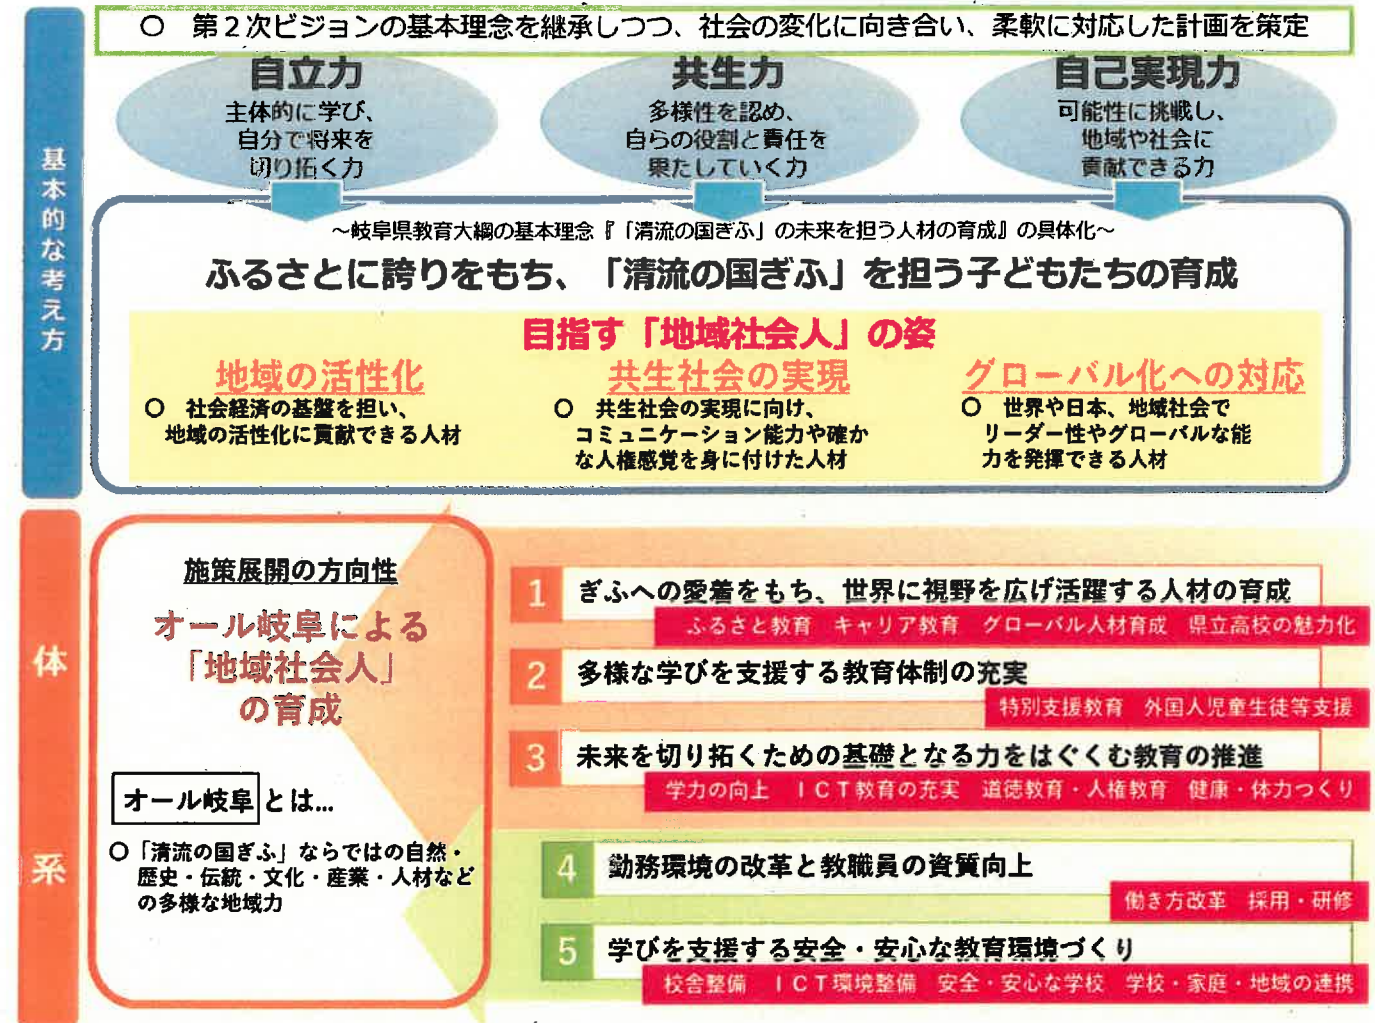 ○ 第２次ビジョンの基本理念を継承しつつ、社会の変化に向き合い、柔軟に対応した計画を策定
基本的な考え方
自立力
主体的に学び、
自分で将来を
切り拓く力
共生力
多様性を認め、
自らの役割と責任を
果たしていく力
自己実現力
可能性に挑戦し、
地域や社会に
貢献できる力
～岐阜県教育大綱の基本理念『「清流の国ぎふ」の未来を担う人材の育成』の具体化～
ふるさとに誇りをもち、「清流の国ぎふ」を担う子どもたちの育成
目指す「地域社会人」の姿
地域の活性化
○ 社会経済の基盤を担い、
地域の活性化に貢献できる人材
共生社会の実現
○ 共生社会の実現に向け、
コミュニケーション能力や確か
な人権感覚を身に付けた人材
グローバル化への対応
○ 世界や日本、地域社会で
リーダー性やグローバルな能
力を発揮できる人材
体系
施策展開の方向性
オール岐阜による
「地域社会人」
の育成
オール岐阜とは…
○「清流の国ぎふ」ならではの自然・
歴史・伝統・文化・産業・人材など
の多様な地域力
1 ぎふへの愛着をもち、世界に視野を広げ活躍する人材の育成
ふるさと教育 キャリア教育 グローバル人材育成 県立高校の魅力化
2 多様な学びを支援する教育体制の充実
特別支援教育 外国人児童生徒等支援
3 未来を切り拓くための基礎となる力をはぐくむ教育の推進
学力の向上 ＩＣＴ教育の充実 道徳教育・人権教育 健康・体力つくり
4 勤務環境の改革と教職員の資質向上
働き方改革 採用・研修
5 学びを支援する安全・安心な教育環境づくり
校舎整備 ＩＣＴ環境整備 安全・安心な学校 学校・家庭・地域の連携